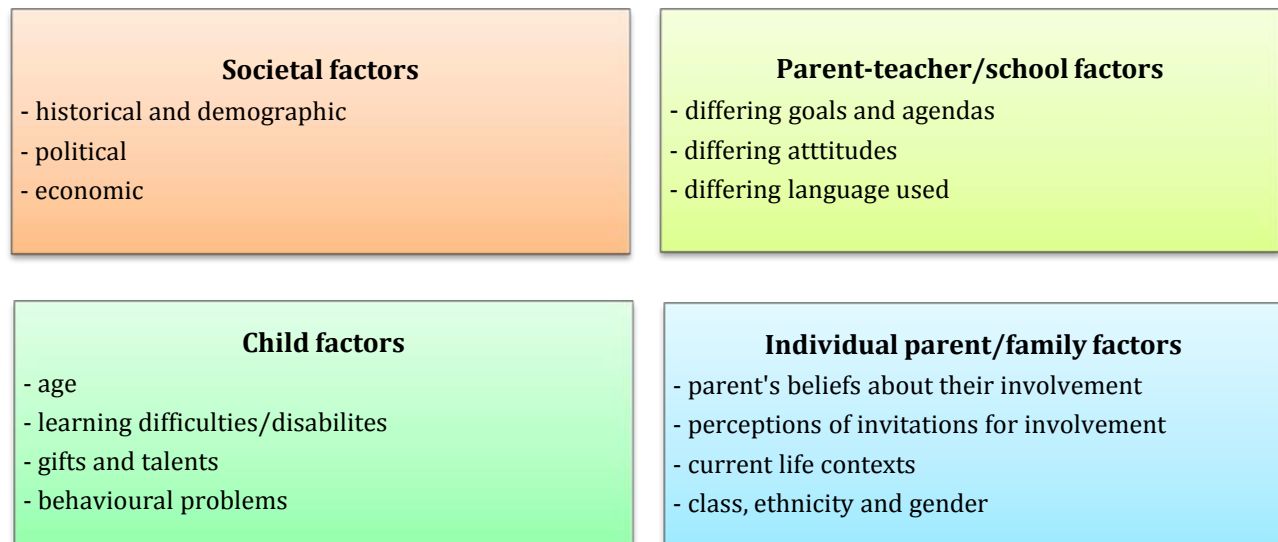 Societal factors
- historical and demographic
- political
- economic
Parent-teacher/school factors
- differing goals and agendas
- differing atttitudes
- differing language used
Child factors
- age
- learning difficulties/disabilites
- gifts and talents
- behavioural problems
Individual parent/family factors
- parent's beliefs about their involvement
- perceptions of invitations for involvement
- current life contexts
- class, ethnicity and gender